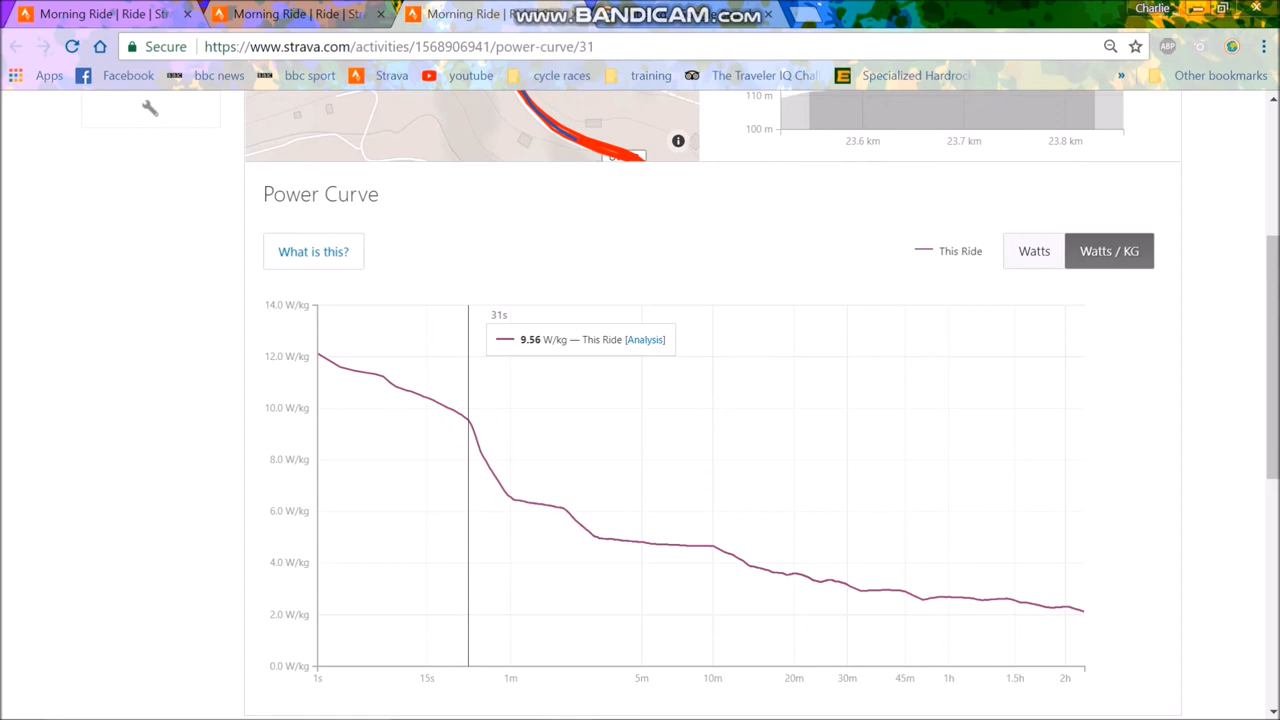 Morning Ride | Ride | Str
Morning Ride | Ride | Stra
Morning Ride | R
www.BANDICAM.com
Charlie
Secure
https://www.strava.com/activities/1568906941/power-curve/31
ABP
Apps
Facebook
bbc news
bbc sport
Strava
youtube
cycle races
training
The Traveler IQ Chal
Specialized Hardroc
»
Other bookmarks
110 m
100 m
23.6 km
23.7 km
23.8 km
Power Curve
What is this?
This Ride
Watts
Watts / KG
31s
9.56 W/kg — This Ride [Analysis]
14.0 W/kg
12.0 W/kg
10.0 W/kg
8.0 W/kg
6.0 W/kg
4.0 W/kg
2.0 W/kg
0.0 W/kg
1s
15s
1m
5m
10m
20m
30m
45m
1h
1.5h
2h